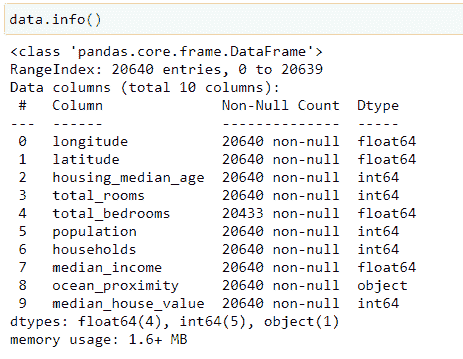 data.info()
<class 'pandas.core.frame.DataFrame'>
RangeIndex: 20640 entries, 0 to 20639
Data columns (total 10 columns):
 #   Column              Non-Null Count  Dtype
---  ------              --------------  -----
 0   longitude           20640 non-null  float64
 1   latitude            20640 non-null  float64
 2   housing_median_age  20640 non-null  int64
 3   total_rooms         20640 non-null  int64
 4   total_bedrooms      20433 non-null  float64
 5   population          20640 non-null  int64
 6   households          20640 non-null  int64
 7   median_income       20640 non-null  float64
 8   ocean_proximity     20640 non-null  object
 9   median_house_value  20640 non-null  int64
dtypes: float64(4), int64(5), object(1)
memory usage: 1.6+ MB